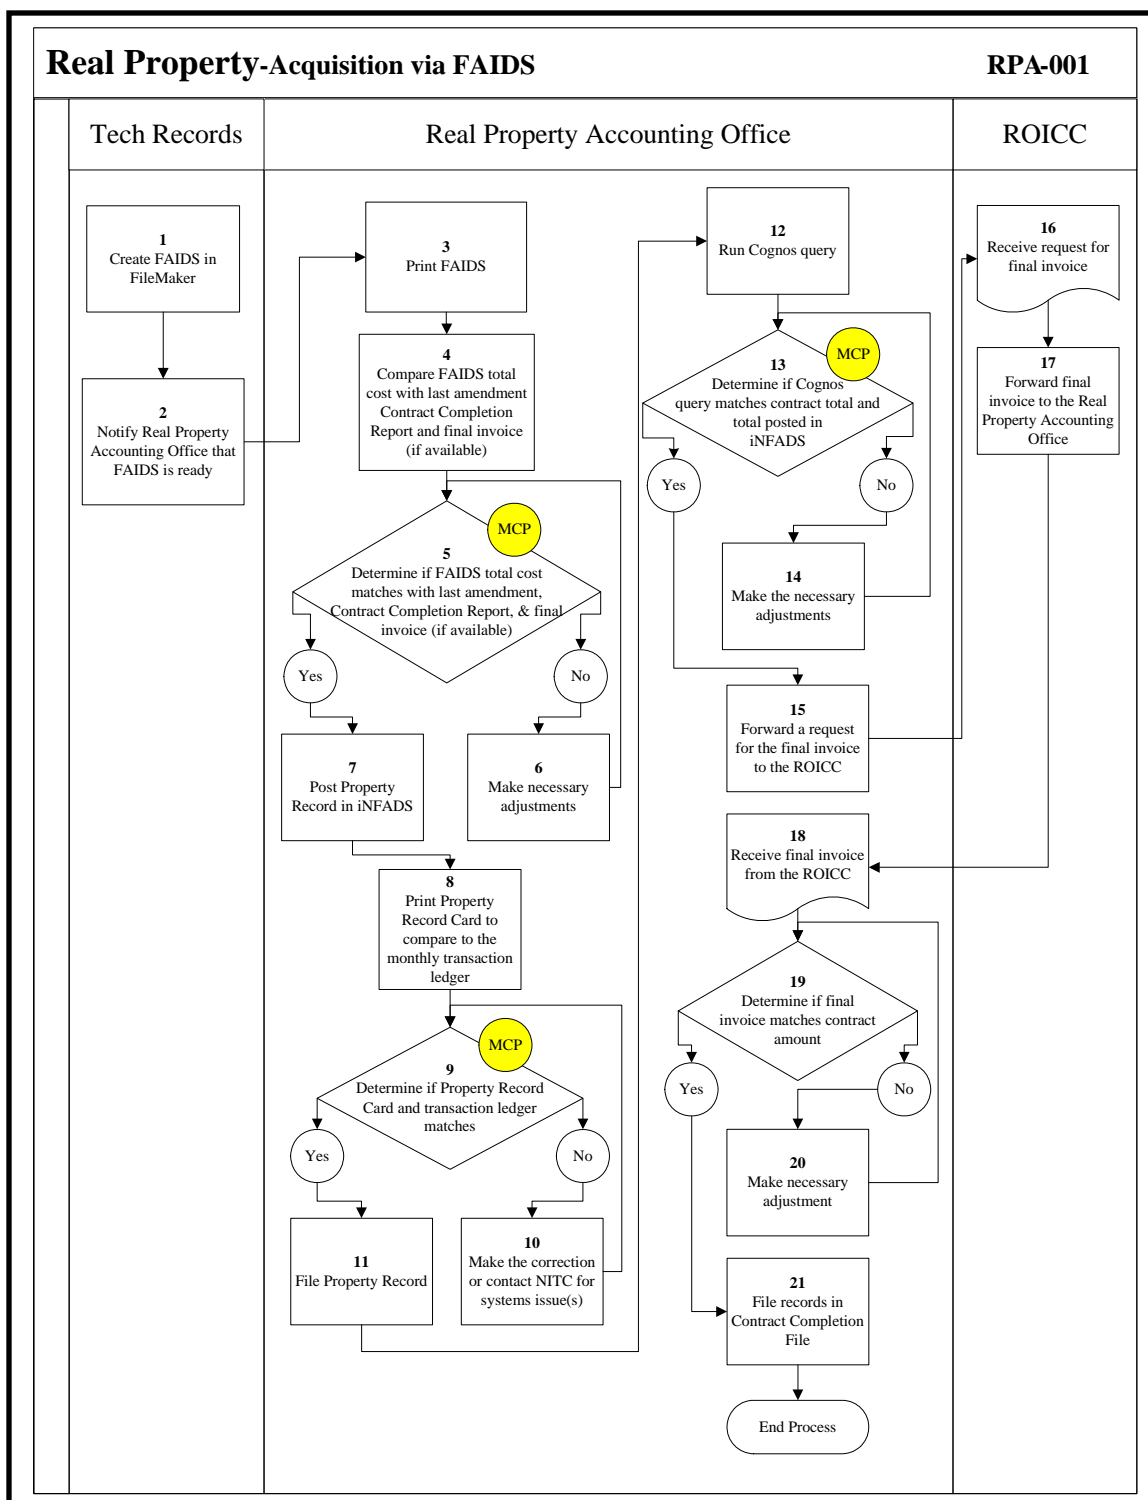 Real Property-Acquisition via FAIDS
RPA-001
Tech Records
Real Property Accounting Office
ROICC
1
Create FAIDS in
FileMaker
2
Notify Real Property
Accounting Office that
FAIDS is ready
3
Print FAIDS
4
Compare FAIDS total
cost with last amendment
Contract Completion
Report and final invoice
(if available)
MCP
5
Determine if FAIDS total cost
matches with last amendment,
Contract Completion Report, & final
invoice (if available)
Yes
No
7
Post Property
Record in iNFADS
6
Make necessary
adjustments
8
Print Property
Record Card to
compare to the
monthly transaction
ledger
MCP
9
Determine if Property Record
Card and transaction ledger
matches
Yes
No
11
File Property Record
10
Make the correction
or contact NITC for
systems issue(s)
12
Run Cognos query
MCP
13
Determine if Cognos
query matches contract total and
total posted in
iNFADS
Yes
No
14
Make the necessary
adjustments
15
Forward a request
for the final invoice
to the ROICC
16
Receive request for
final invoice
17
Forward final
invoice to the Real
Property Accounting
Office
18
Receive final invoice
from the ROICC
19
Determine if final
invoice matches contract
amount
Yes
No
20
Make necessary
adjustment
21
File records in
Contract Completion
File
End Process